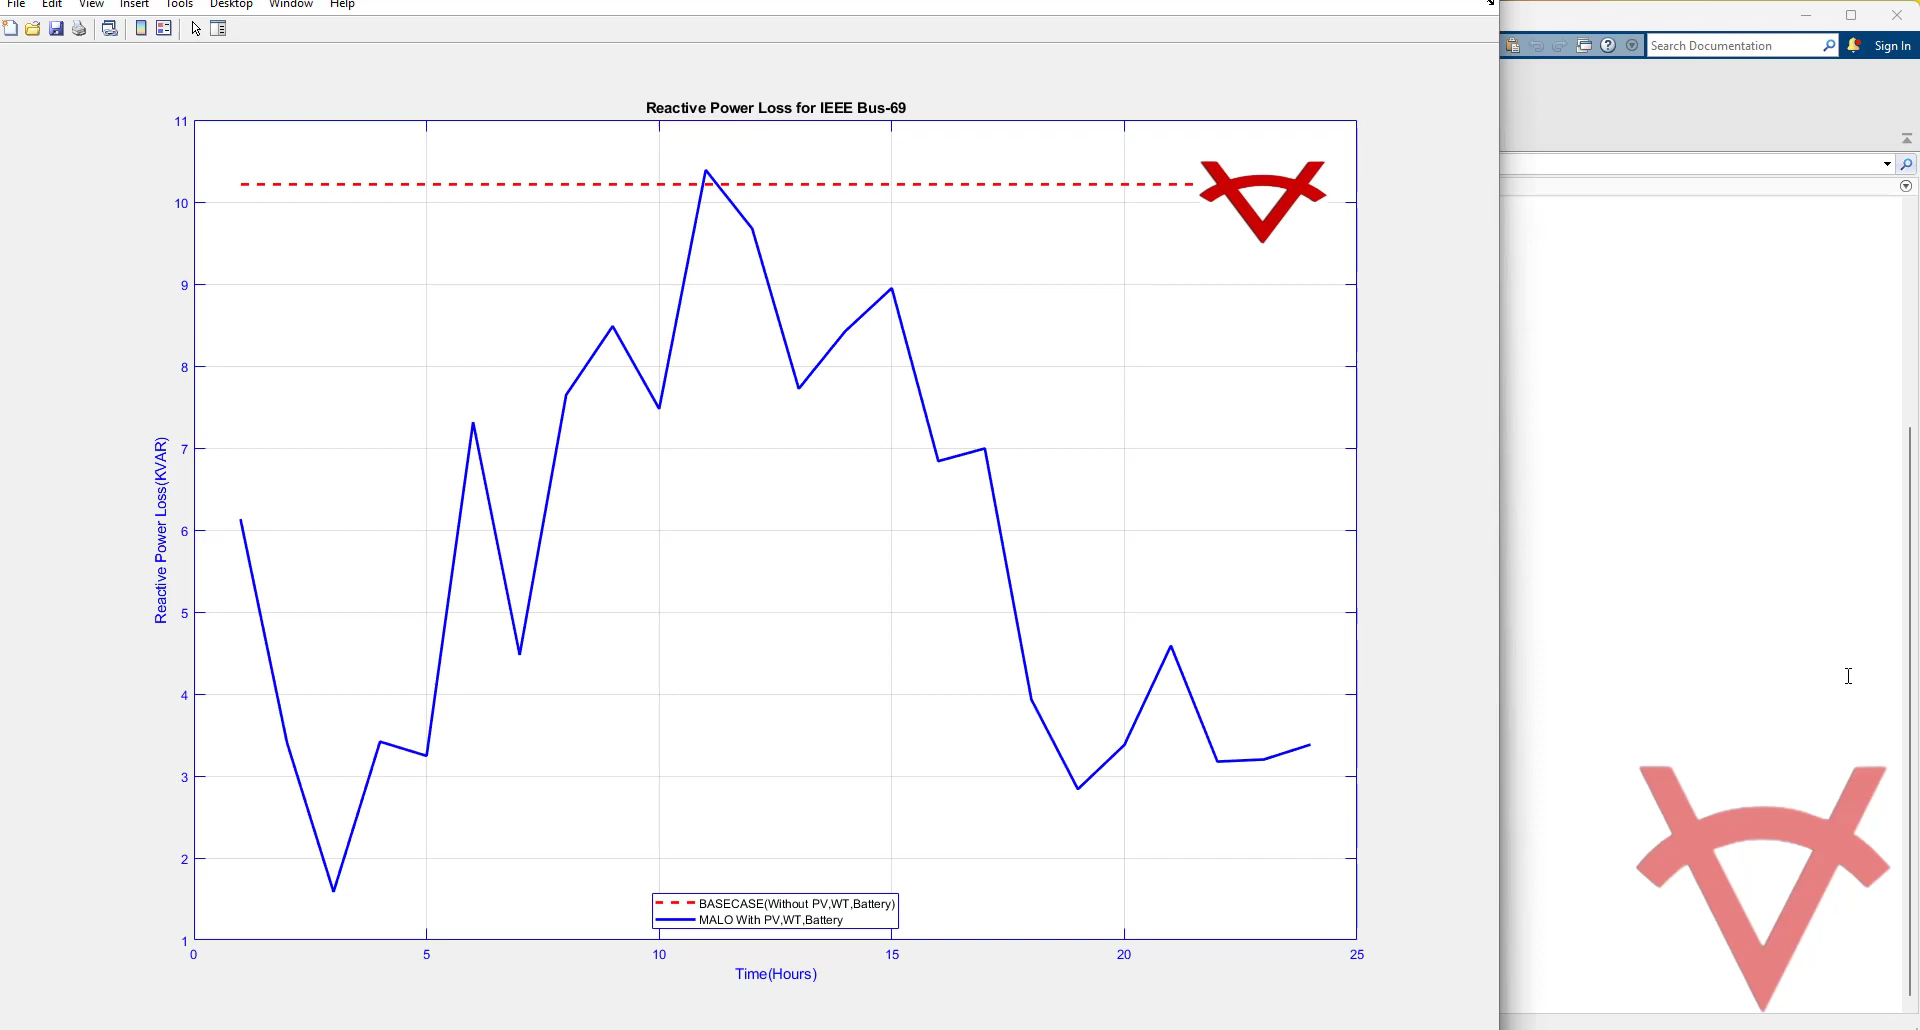 File Edit View Insert Tools Desktop Window Help
Search Documentation
Sign In
Reactive Power Loss for IEEE Bus-69
11
10
9
8
7
6
5
4
3
2
1
Reactive Power Loss(KVAR)
BASECASE(Without PV,WT,Battery)
MALO With PV,WT,Battery
0 5 10 15 20 25
Time(Hours)